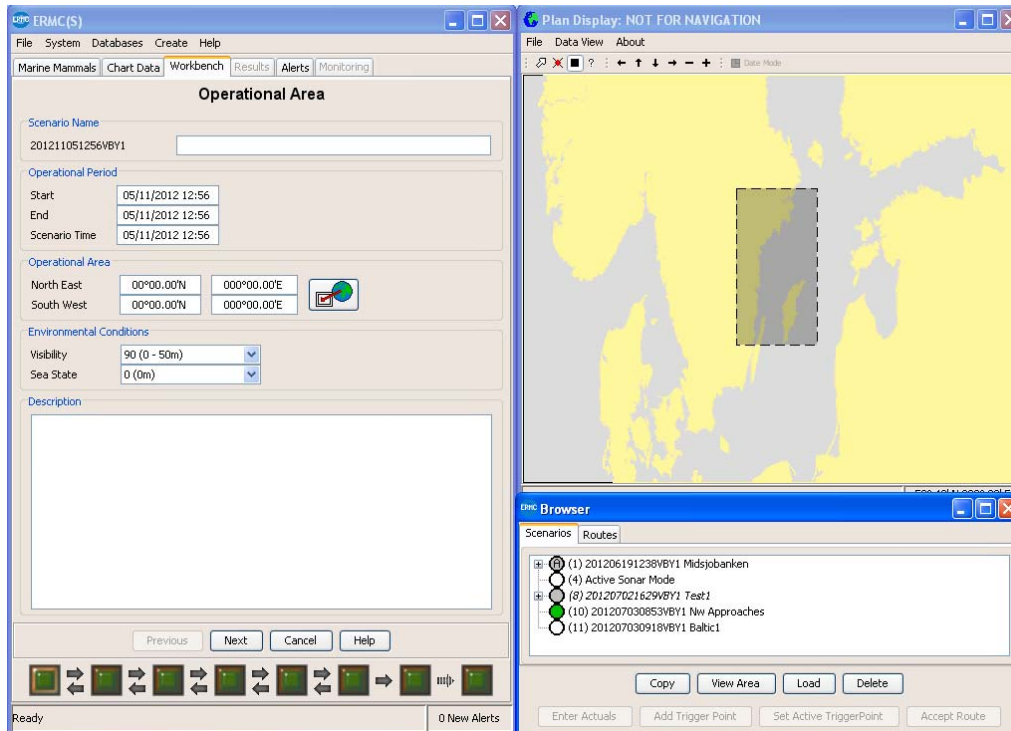 ERMC ERMC(S)
File System Databases Create Help
Marine Mammals Chart Data Workbench Results Alerts Monitoring
Operational Area
Scenario Name
201211051256VBY1
Operational Period
Start 05/11/2012 12:56
End 05/11/2012 12:56
Scenario Time 05/11/2012 12:56
Operational Area
North East 00°00.00'N 000°00.00'E
South West 00°00.00'N 000°00.00'E
Environmental Conditions
Visibility 90 (0 - 50m)
Sea State 0 (0m)
Description
Previous Next Cancel Help
Ready 0 New Alerts
Plan Display: NOT FOR NAVIGATION
File Data View About
? Date Mode
ERMC Browser
Scenarios Routes
A (1) 201206191238VBY1 Midsjobanken
(4) Active Sonar Mode
(8) 201207021629VBY1 Test1
(10) 201207030853VBY1 Nw Approaches
(11) 201207030918VBY1 Baltic1
Copy View Area Load Delete
Enter Actuals Add Trigger Point Set Active TriggerPoint Accept Route